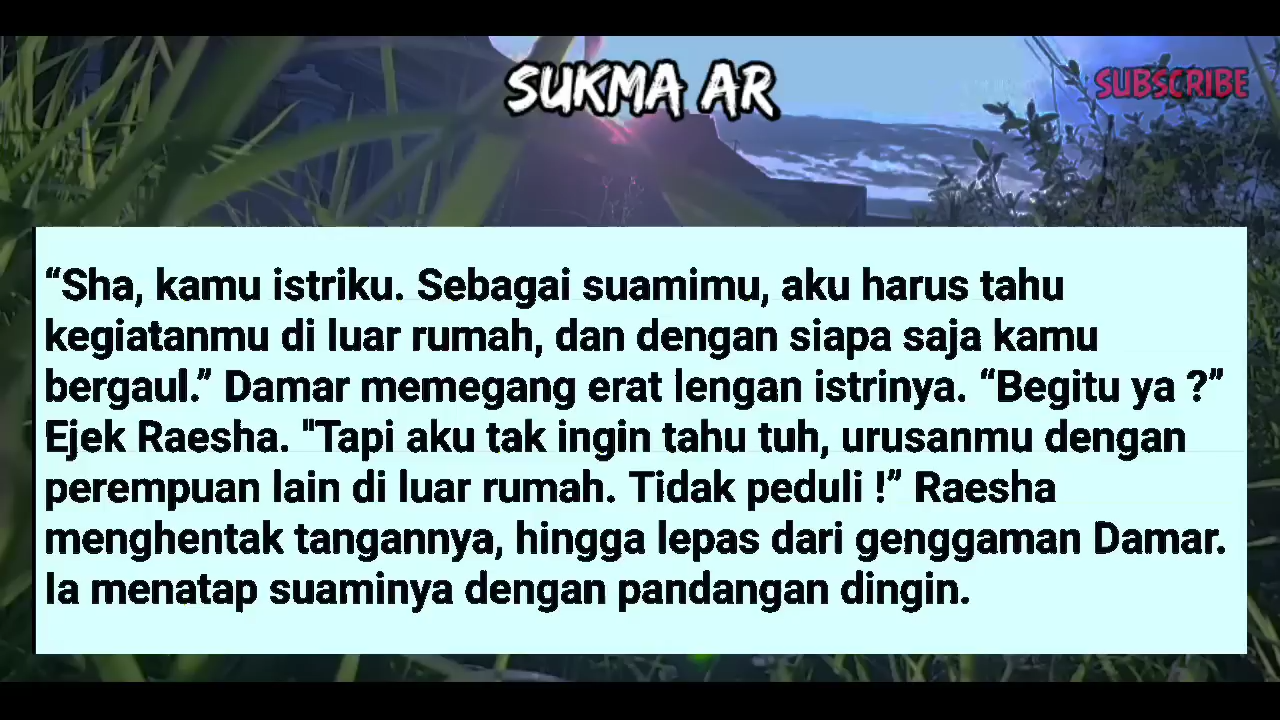 SUKMA AR
SUBSCRIBE
“Sha, kamu istriku. Sebagai suamimu, aku harus tahu
kegiatanmu di luar rumah, dan dengan siapa saja kamu
bergaul.” Damar memegang erat lengan istrinya. “Begitu ya ?”
Ejek Raesha. "Tapi aku tak ingin tahu tuh, urusanmu dengan
perempuan lain di luar rumah. Tidak peduli !” Raesha
menghentak tangannya, hingga lepas dari genggaman Damar.
Ia menatap suaminya dengan pandangan dingin.